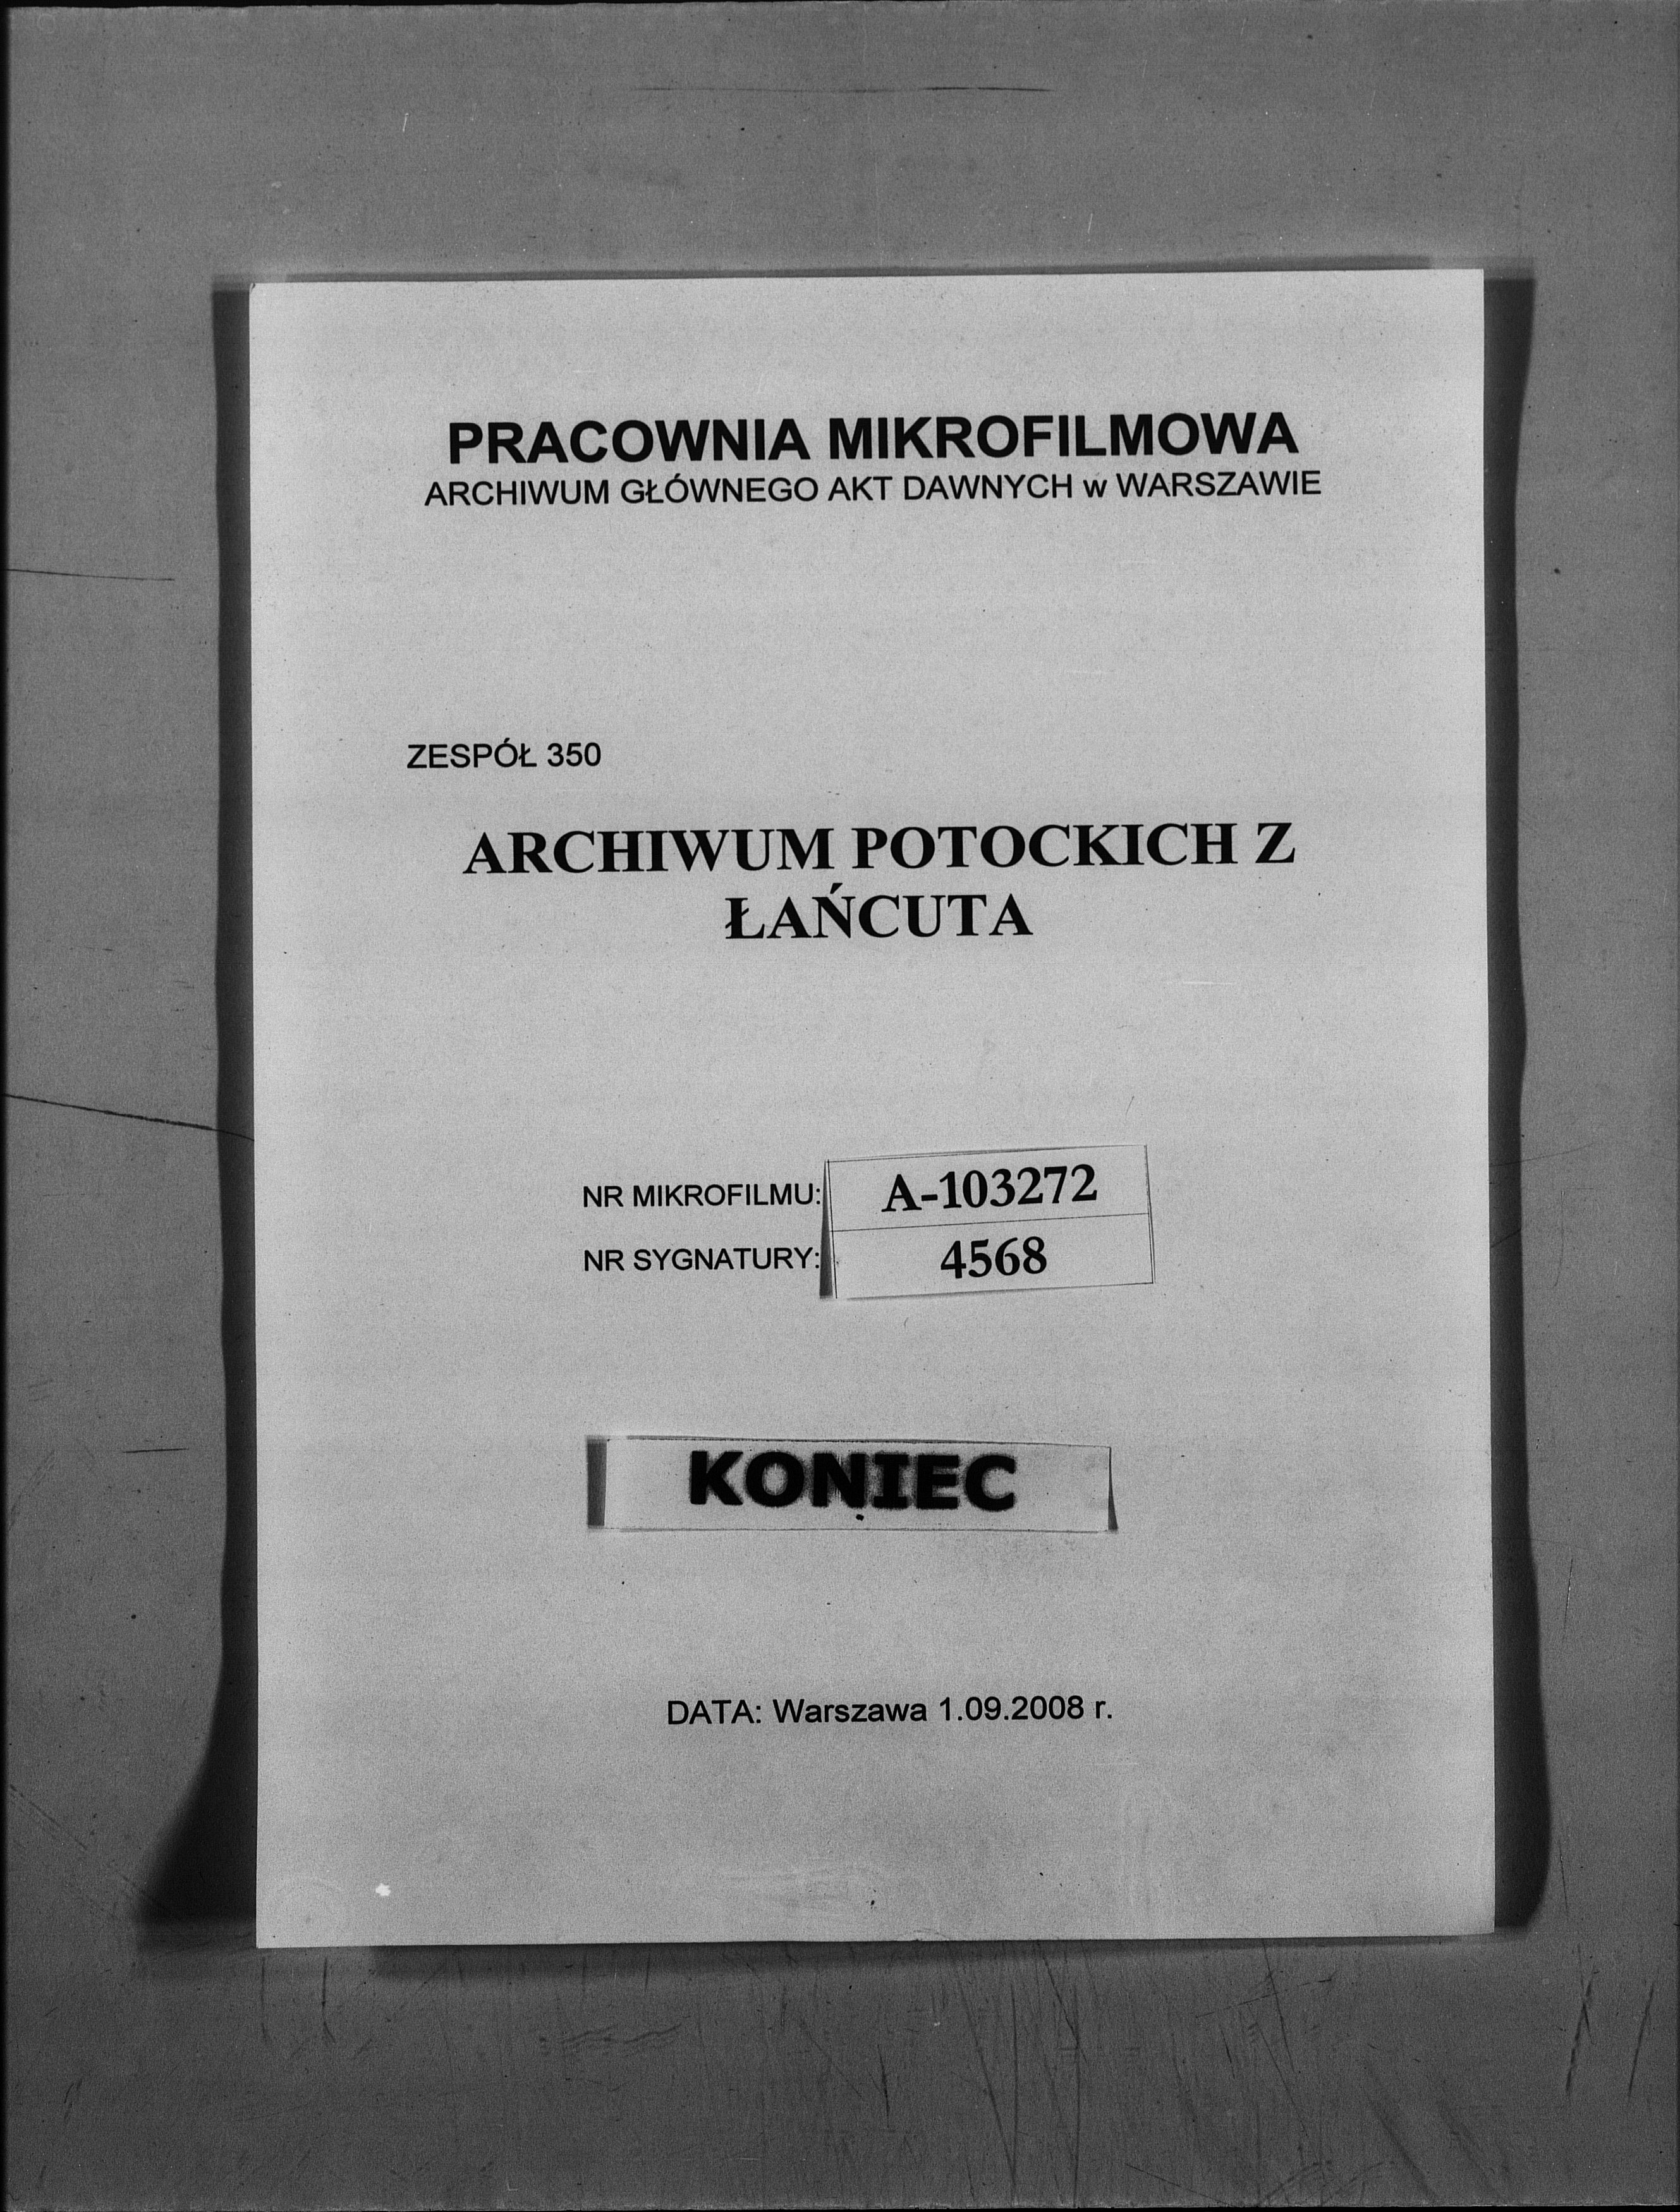 PRACOWNIA MIKROFILMOWA
ARCHIWUM GŁÓWNEGO AKT DAWNYCH w WARSZAWIE
ZESPÓŁ 350
ARCHIWUM POTOCKICH Z
ŁAŃCUTA
NR MIKROFILMU: A-103272
NR SYGNATURY: 4568
KONIEC
DATA: Warszawa 1.09.2008 r.